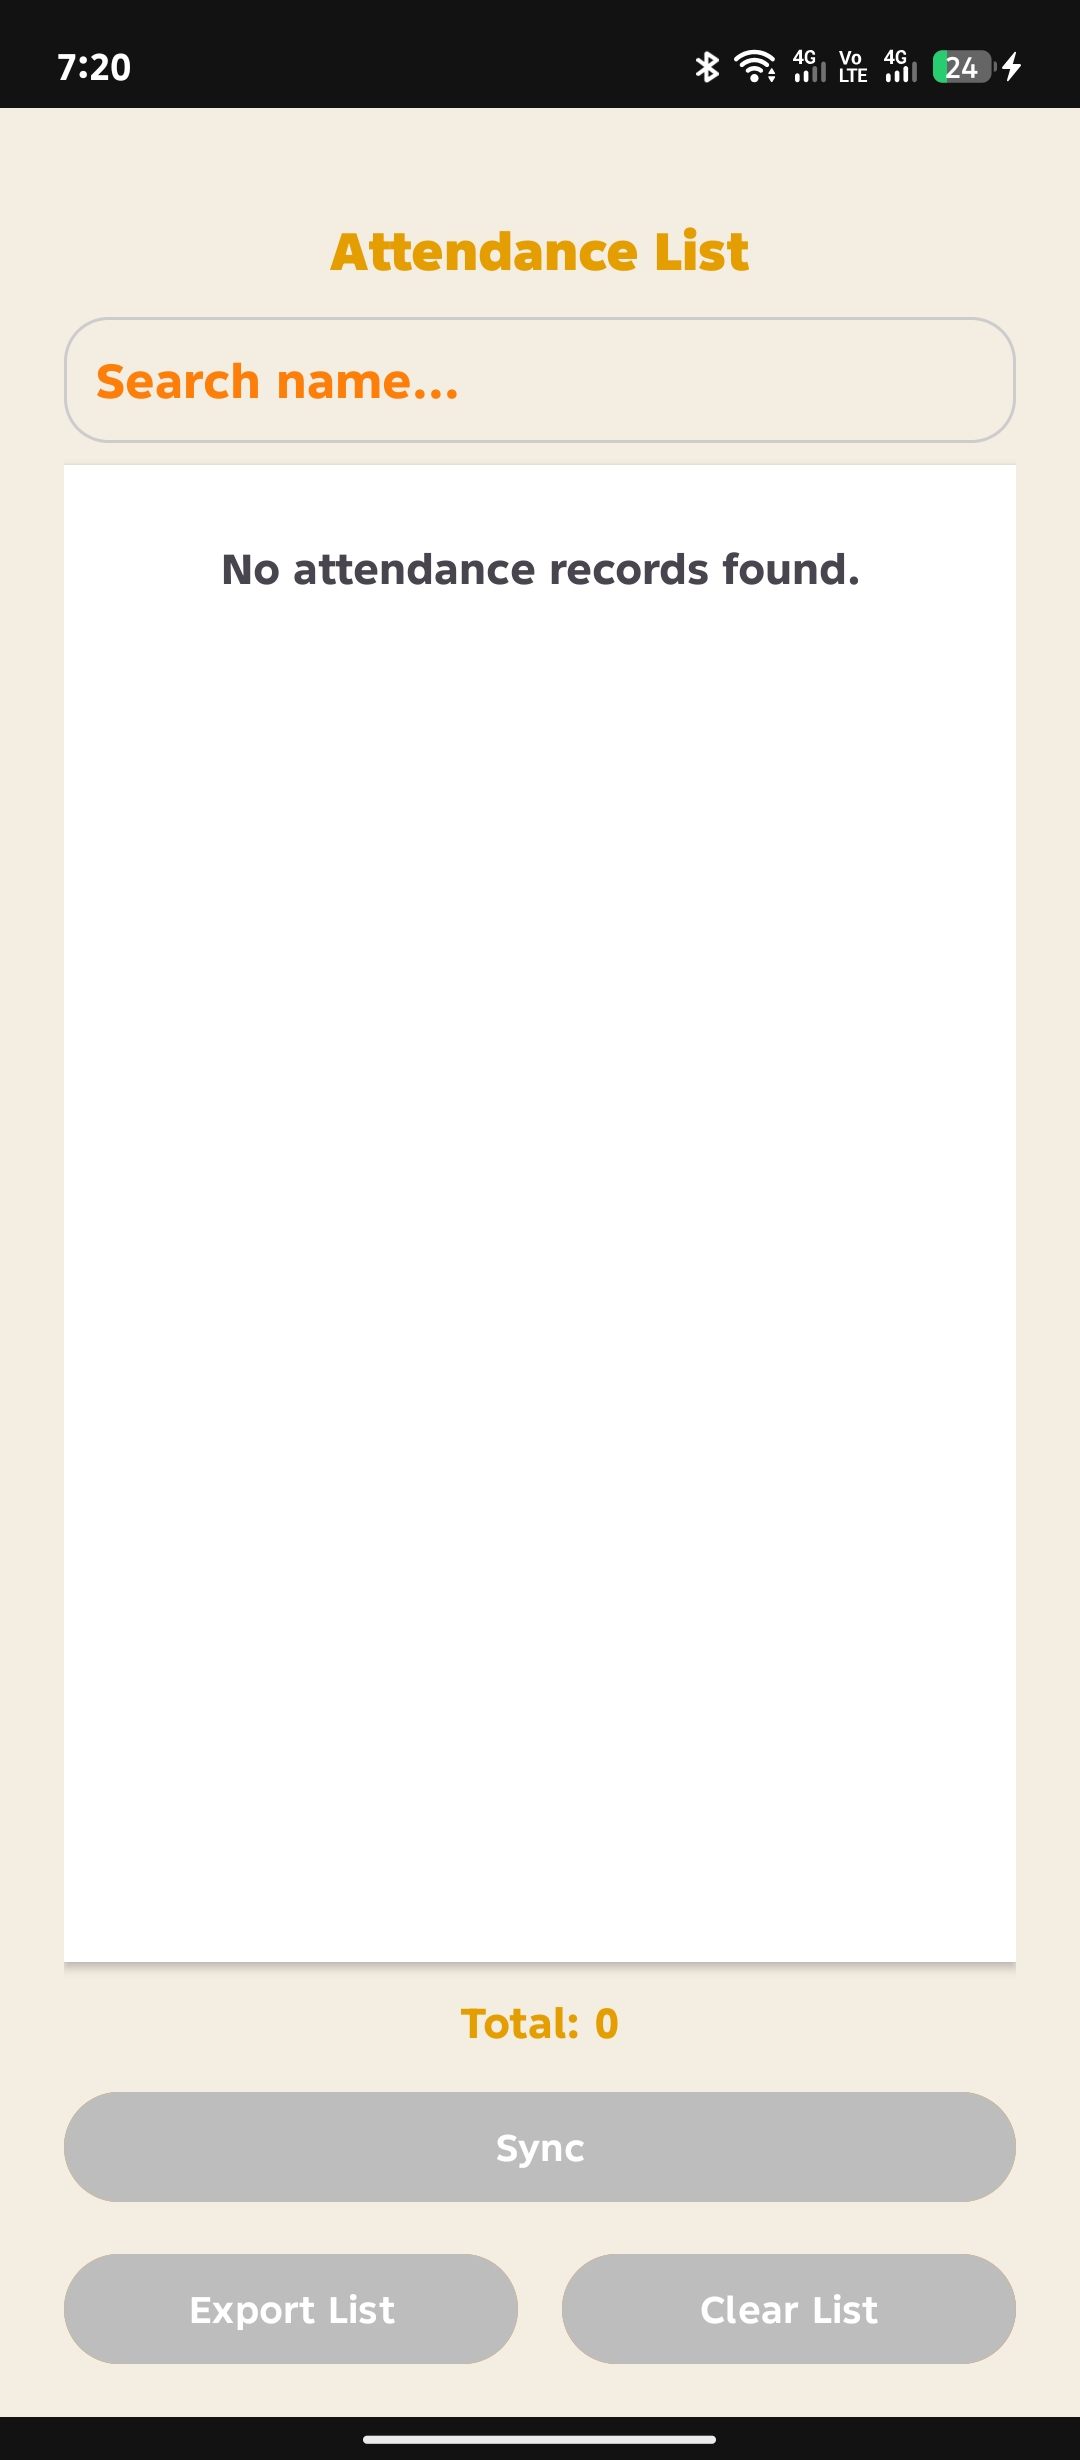 7:20
4G Vo LTE 4G 24
Attendance List
Search name...
No attendance records found.
Total: 0
Sync
Export List Clear List